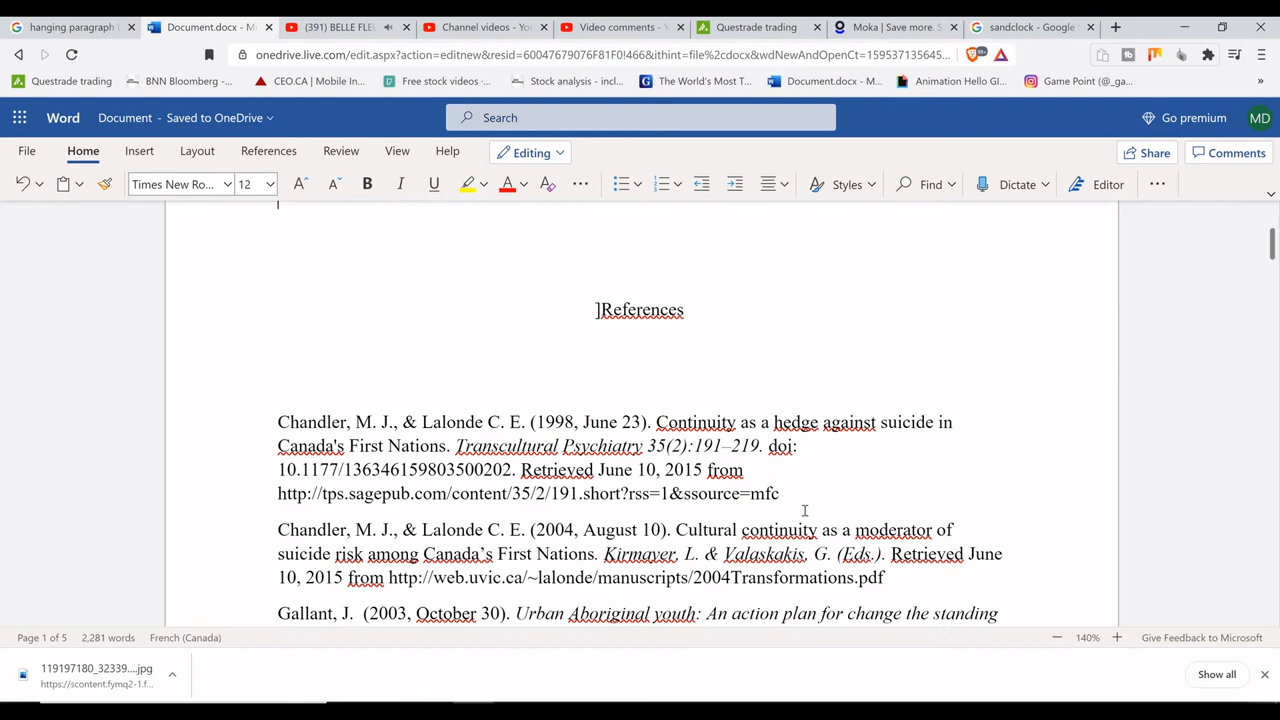 hanging paragraph
Document.docx - Mi
(391) BELLE FLE
Channel videos - Yo
Video comments - Y
Questrade trading
Moka | Save more.
sandclock - Google
onedrive.live.com/edit.aspx?action=editnew&resid=60047679076F81F0!466&ithint=file%2cdocx&wdNewAndOpenCt=159537135645...
99+
Questrade trading
BNN Bloomberg -...
CEO.CA | Mobile In...
Free stock videos -...
Stock analysis - incl...
The World's Most T...
Document.docx - M...
Animation Hello GI...
Game Point (@_ga...
»
Word
Document - Saved to OneDrive
Search
Go premium
MD
File
Home
Insert
Layout
References
Review
View
Help
Editing
Share
Comments
Times New Ro...
12
B
I
U
A
Styles
Find
Dictate
Editor
]References
Chandler, M. J., & Lalonde C. E. (1998, June 23). Continuity as a hedge against suicide in
Canada's First Nations. Transcultural Psychiatry 35(2):191–219. doi:
10.1177/136346159803500202. Retrieved June 10, 2015 from
http://tps.sagepub.com/content/35/2/191.short?rss=1&ssource=mfc
Chandler, M. J., & Lalonde C. E. (2004, August 10). Cultural continuity as a moderator of
suicide risk among Canada’s First Nations. Kirmayer, L. & Valaskakis, G. (Eds.). Retrieved June
10, 2015 from http://web.uvic.ca/~lalonde/manuscripts/2004Transformations.pdf
Gallant, J. (2003, October 30). Urban Aboriginal youth: An action plan for change the standing
Page 1 of 5
2,281 words
French (Canada)
140%
Give Feedback to Microsoft
119197180_32339....jpg
https://scontent.fymq2-1.f...
Show all